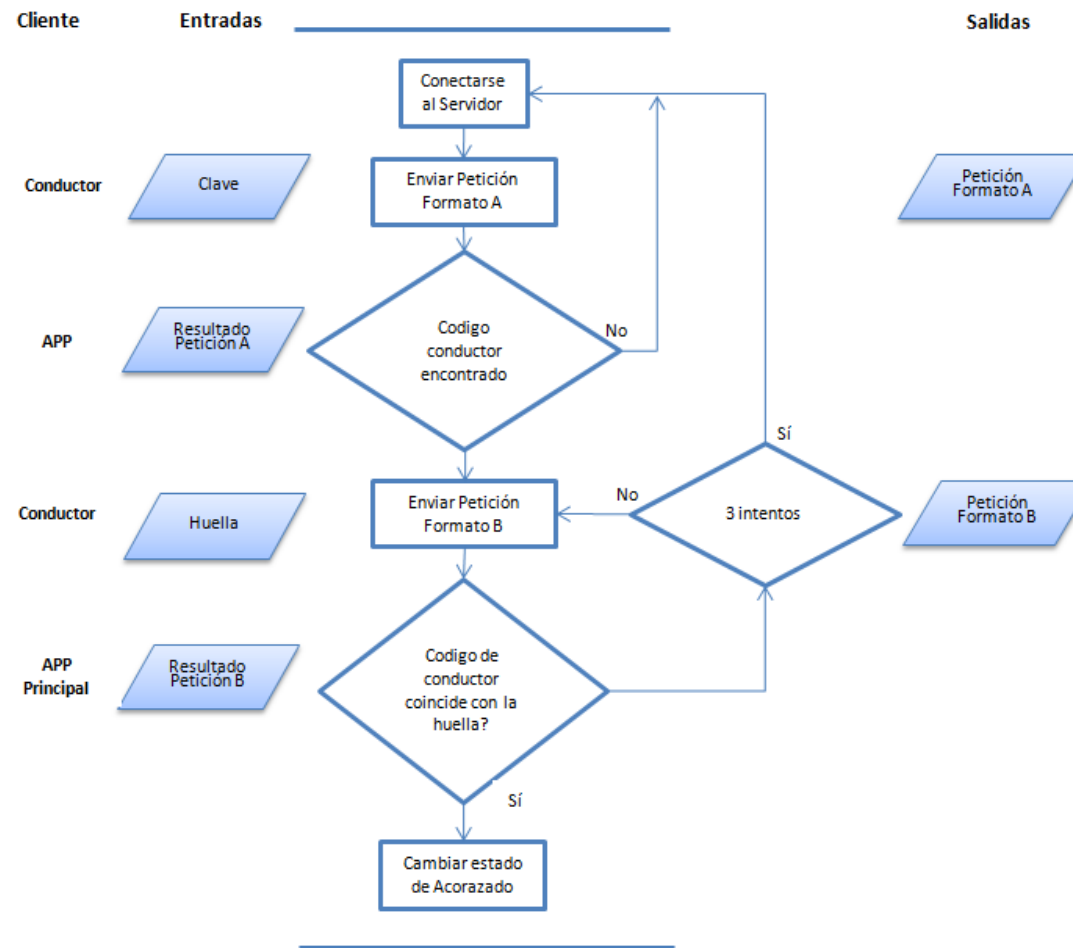 Cliente
Entradas
Salidas
Conectarse
al Servidor
Conductor
Clave
Enviar Petición
Formato A
Petición
Formato A
APP
Resultado
Petición A
Codigo
conductor
encontrado
No
Sí
Conductor
Huella
Enviar Petición
Formato B
No
3 intentos
Petición
Formato B
APP
Principal
Resultado
Petición B
Codigo de
conductor
coincide con la
huella?
Sí
Cambiar estado
de Acorazado